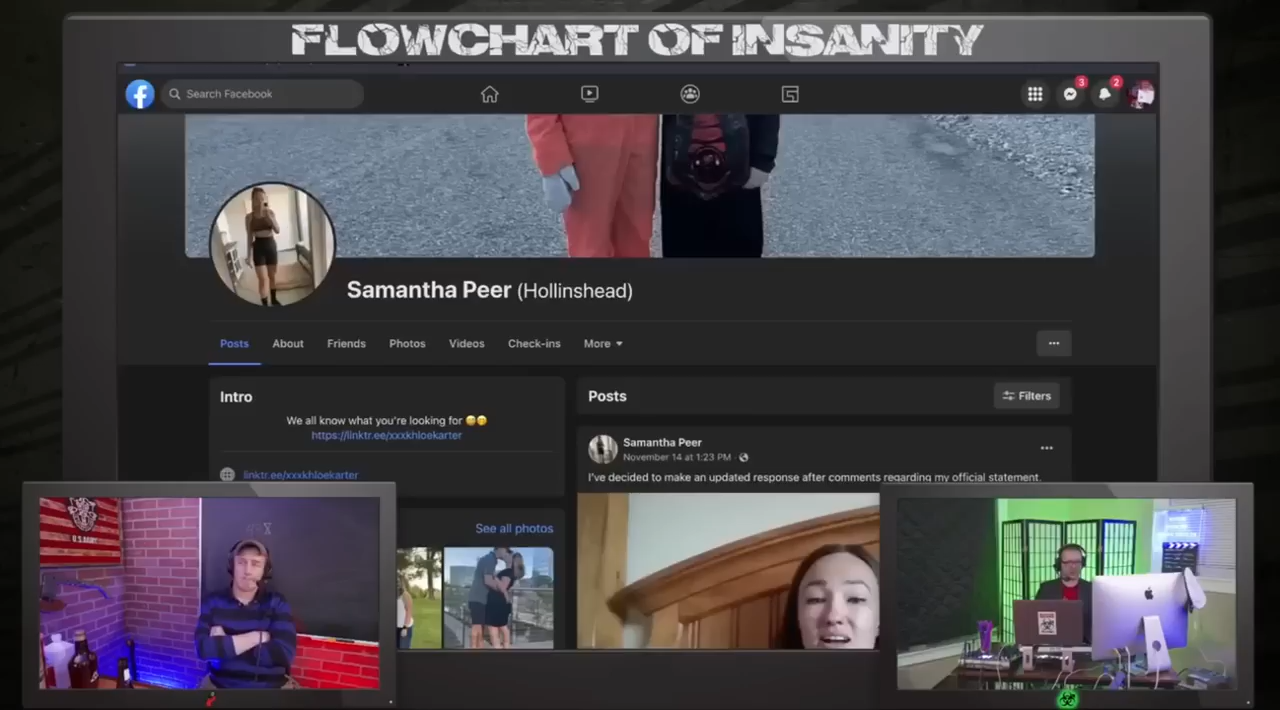 FLOWCHART OF INSANITY
Search Facebook
3
2
Samantha Peer (Hollinshead)
Posts
About
Friends
Photos
Videos
Check-ins
More
Intro
We all know what you're looking for
https://linktr.ee/xxxkhloekarter
linktr.ee/xxxkhloekarter
See all photos
Posts
Filters
Samantha Peer
November 14 at 1:23 PM
I've decided to make an updated response after comments regarding my official statement.
U.S. ARMY